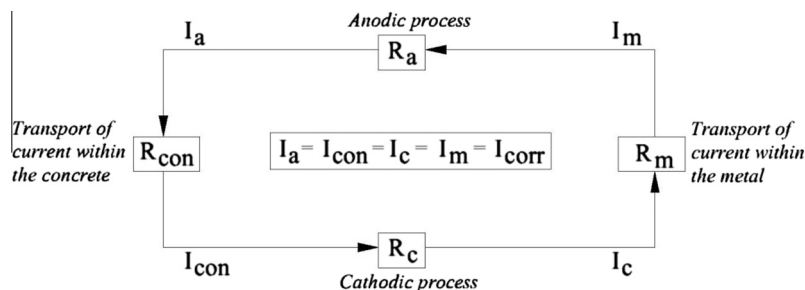 Anodic process
I_a
R_a
I_m
Transport of
current within
the concrete
R_con
I_a = I_con = I_c = I_m = I_corr
R_m
Transport of
current within
the metal
I_con
R_c
I_c
Cathodic process